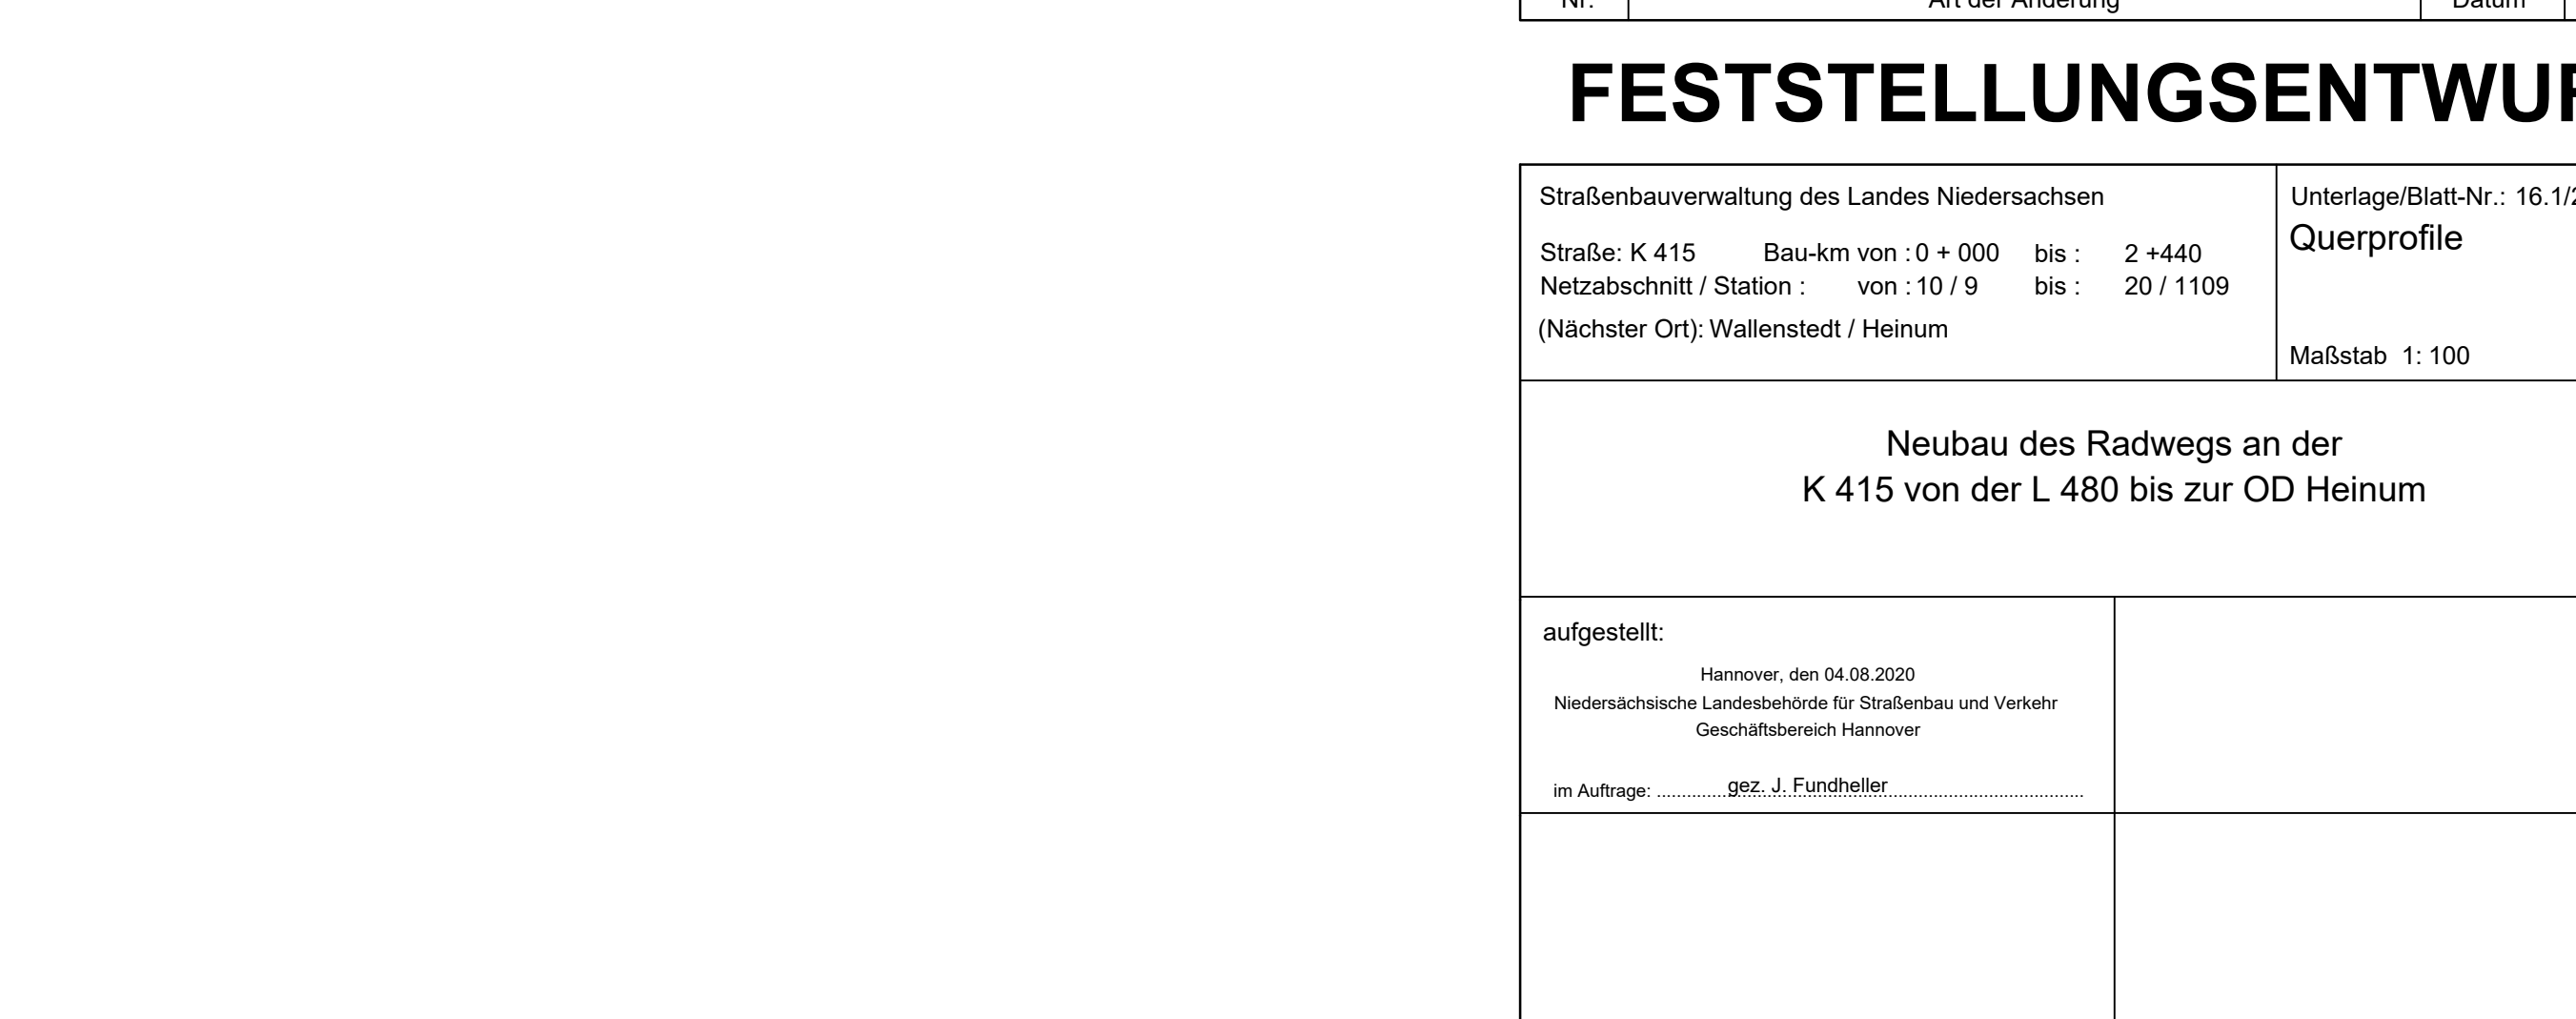 Nr. Art der Änderung Datum
FESTSTELLUNGSENTWUR
Straßenbauverwaltung des Landes Niedersachsen
Straße: K 415 Bau-km von : 0 + 000 bis : 2 +440
Netzabschnitt / Station : von : 10 / 9 bis : 20 / 1109
(Nächster Ort): Wallenstedt / Heinum
Unterlage/Blatt-Nr.: 16.1/2
Querprofile
Maßstab 1: 100
Neubau des Radwegs an der
K 415 von der L 480 bis zur OD Heinum
aufgestellt:
Hannover, den 04.08.2020
Niedersächsische Landesbehörde für Straßenbau und Verkehr
Geschäftsbereich Hannover
im Auftrage: gez. J. Fundheller